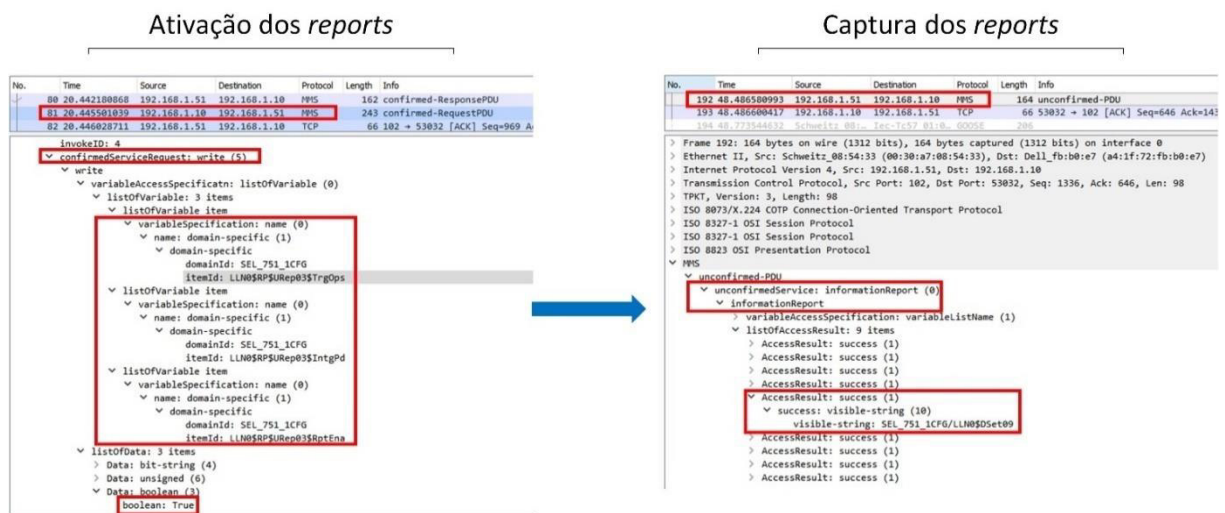 Ativação dos reports
No. Time Source Destination Protocol Length Info
80 20.442180868 192.168.1.51 192.168.1.10 MMS 162 confirmed-ResponsePDU
81 20.445501039 192.168.1.10 192.168.1.51 MMS 243 confirmed-RequestPDU
82 20.446028711 192.168.1.51 192.168.1.10 TCP 66 102 → 53032 [ACK] Seq=969 A
invokeID: 4
confirmedServiceRequest: write (5)
write
variableAccessSpecificatn: listOfVariable (0)
listOfVariable: 3 items
listOfVariable item
variableSpecification: name (0)
name: domain-specific (1)
domain-specific
domainId: SEL_751_1CFG
itemId: LLN0$RP$URep03$TrgOps
listOfVariable item
variableSpecification: name (0)
name: domain-specific (1)
domain-specific
domainId: SEL_751_1CFG
itemId: LLN0$RP$URep03$IntgPd
listOfVariable item
variableSpecification: name (0)
name: domain-specific (1)
domain-specific
domainId: SEL_751_1CFG
itemId: LLN0$RP$URep03$RptEna
listOfData: 3 items
Data: bit-string (4)
Data: unsigned (6)
Data: boolean (3)
boolean: True
Captura dos reports
No. Time Source Destination Protocol Length Info
192 48.486580993 192.168.1.51 192.168.1.10 MMS 164 unconfirmed-PDU
193 48.486600417 192.168.1.10 192.168.1.51 TCP 66 53032 → 102 [ACK] Seq=646 Ack=143
194 48.773544632 Schweitz_08:… Iec-Tc57_01:0… GOOSE 206
Frame 192: 164 bytes on wire (1312 bits), 164 bytes captured (1312 bits) on interface 0
Ethernet II, Src: Schweitz_08:54:33 (00:30:a7:08:54:33), Dst: Dell_fb:b0:e7 (a4:1f:72:fb:b0:e7)
Internet Protocol Version 4, Src: 192.168.1.51, Dst: 192.168.1.10
Transmission Control Protocol, Src Port: 102, Dst Port: 53032, Seq: 1336, Ack: 646, Len: 98
TPKT, Version: 3, Length: 98
ISO 8073/X.224 COTP Connection-Oriented Transport Protocol
ISO 8327-1 OSI Session Protocol
ISO 8327-1 OSI Session Protocol
ISO 8823 OSI Presentation Protocol
MMS
unconfirmed-PDU
unconfirmedService: informationReport (0)
informationReport
variableAccessSpecification: variableListName (1)
listOfAccessResult: 9 items
AccessResult: success (1)
AccessResult: success (1)
AccessResult: success (1)
AccessResult: success (1)
AccessResult: success (1)
success: visible-string (10)
visible-string: SEL_751_1CFG/LLN0$DSet09
AccessResult: success (1)
AccessResult: success (1)
AccessResult: success (1)
AccessResult: success (1)